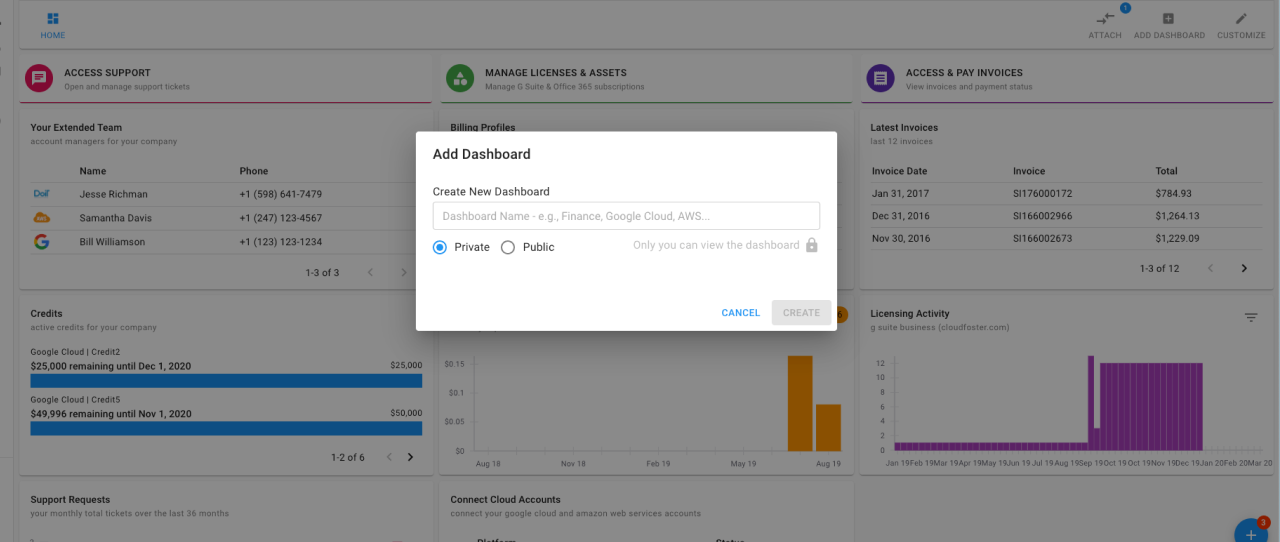 HOME
1
ATTACH
ADD DASHBOARD
CUSTOMIZE
ACCESS SUPPORT
Open and manage support tickets
MANAGE LICENSES & ASSETS
Manage G Suite & Office 365 subscriptions
ACCESS & PAY INVOICES
View invoices and payment status
Your Extended Team
account managers for your company
Name Phone
DoiT Jesse Richman +1 (598) 641-7479
Samantha Davis +1 (247) 123-4567
Bill Williamson +1 (123) 123-1234
1-3 of 3
Billing Profiles
Add Dashboard
Create New Dashboard
Dashboard Name - e.g., Finance, Google Cloud, AWS...
Private Public Only you can view the dashboard
CANCEL CREATE
Latest Invoices
last 12 invoices
Invoice Date Invoice Total
Jan 31, 2017 SI176000172 $784.93
Dec 31, 2016 SI166002966 $1,264.13
Nov 30, 2016 SI166002673 $1,229.09
1-3 of 12
Credits
active credits for your company
Google Cloud | Credit2
$25,000 remaining until Dec 1, 2020 $25,000
Google Cloud | Credit5
$49,996 remaining until Nov 1, 2020 $50,000
1-2 of 6
$0.15
$0.1
$0.05
$0
Aug 18 Nov 18 Feb 19 May 19 Aug 19
Licensing Activity
g suite business (cloudfoster.com)
12
10
8
6
4
2
0
Jan 19 Feb 19 Mar 19 Apr 19 May 19 Jun 19 Jul 19 Aug 19 Sep 19 Oct 19 Oct 19 Nov 19 Dec 19 Jan 20 Feb 20 Mar 20
Support Requests
your monthly total tickets over the last 36 months
Connect Cloud Accounts
connect your google cloud and amazon web services accounts
Platform Status
3